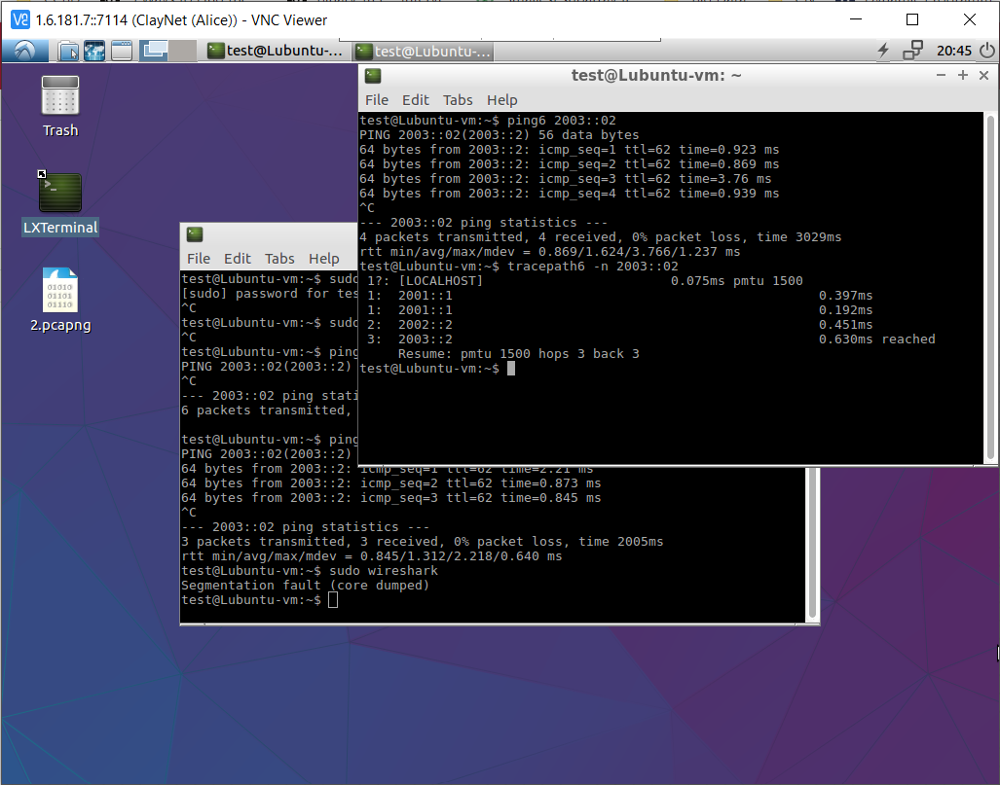 1.6.181.7:7114 (ClayNet (Alice)) - VNC Viewer
test@Lubuntu-...
test@Lubuntu-...
20:45
Trash
LXTerminal
01010
01101
01110
2.pcapng
test@Lubuntu-vm: ~
File Edit Tabs Help
test@Lubuntu-vm:~$ ping6 2003::02
PING 2003::02(2003::2) 56 data bytes
64 bytes from 2003::2: icmp_seq=1 ttl=62 time=0.923 ms
64 bytes from 2003::2: icmp_seq=2 ttl=62 time=0.869 ms
64 bytes from 2003::2: icmp_seq=3 ttl=62 time=3.76 ms
64 bytes from 2003::2: icmp_seq=4 ttl=62 time=0.939 ms
^C
--- 2003::02 ping statistics ---
4 packets transmitted, 4 received, 0% packet loss, time 3029ms
rtt min/avg/max/mdev = 0.869/1.624/3.766/1.237 ms
test@Lubuntu-vm:~$ tracepath6 -n 2003::02
1?: [LOCALHOST] 0.075ms pmtu 1500
1: 2001::1 0.397ms
1: 2001::1 0.192ms
2: 2002::2 0.451ms
3: 2003::2 0.630ms reached
Resume: pmtu 1500 hops 3 back 3
test@Lubuntu-vm:~$
File Edit Tabs Help
test@Lubuntu-vm:~$ sudo
[sudo] password for tes
^C
test@Lubuntu-vm:~$ sudo
^C
test@Lubuntu-vm:~$ ping
PING 2003::02(2003::2)
^C
--- 2003::02 ping stati
6 packets transmitted,
test@Lubuntu-vm:~$ ping
PING 2003::02(2003::2)
64 bytes from 2003::2: icmp_seq=1 ttl=62 time=2.21 ms
64 bytes from 2003::2: icmp_seq=2 ttl=62 time=0.873 ms
64 bytes from 2003::2: icmp_seq=3 ttl=62 time=0.845 ms
^C
--- 2003::02 ping statistics ---
3 packets transmitted, 3 received, 0% packet loss, time 2005ms
rtt min/avg/max/mdev = 0.845/1.312/2.218/0.640 ms
test@Lubuntu-vm:~$ sudo wireshark
Segmentation fault (core dumped)
test@Lubuntu-vm:~$